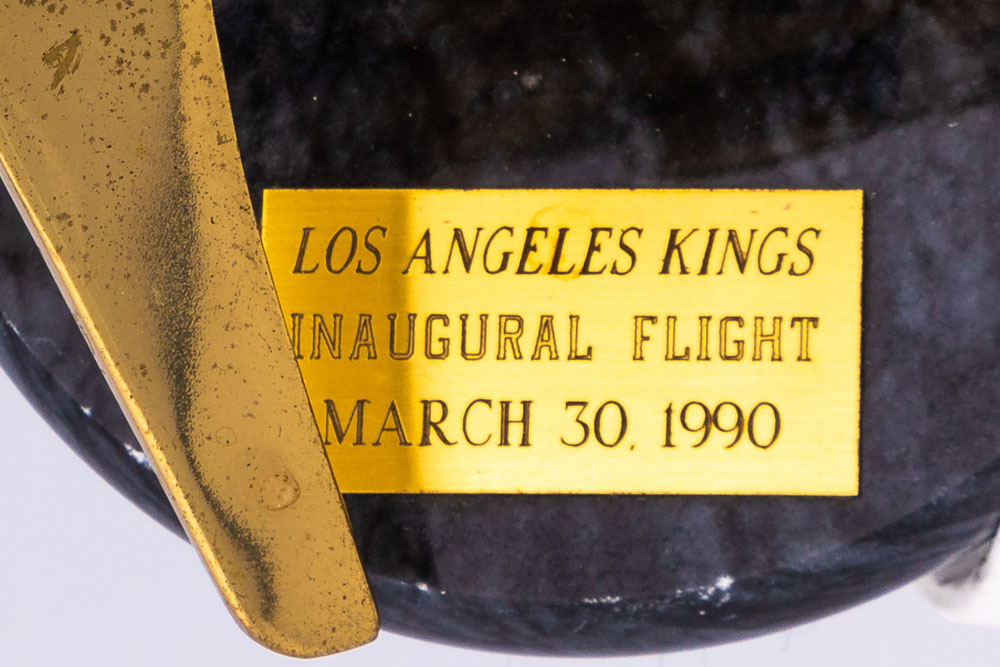 LOS ANGELES KINGS
INAUGURAL FLIGHT
MARCH 30, 1990